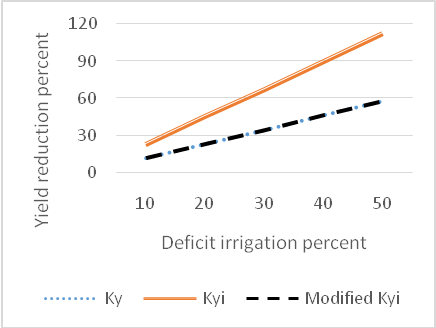 Yield reduction percent
120
90
60
30
0
10 20 30 40 50
Deficit irrigation percent
Ky Kyi Modified Kyi